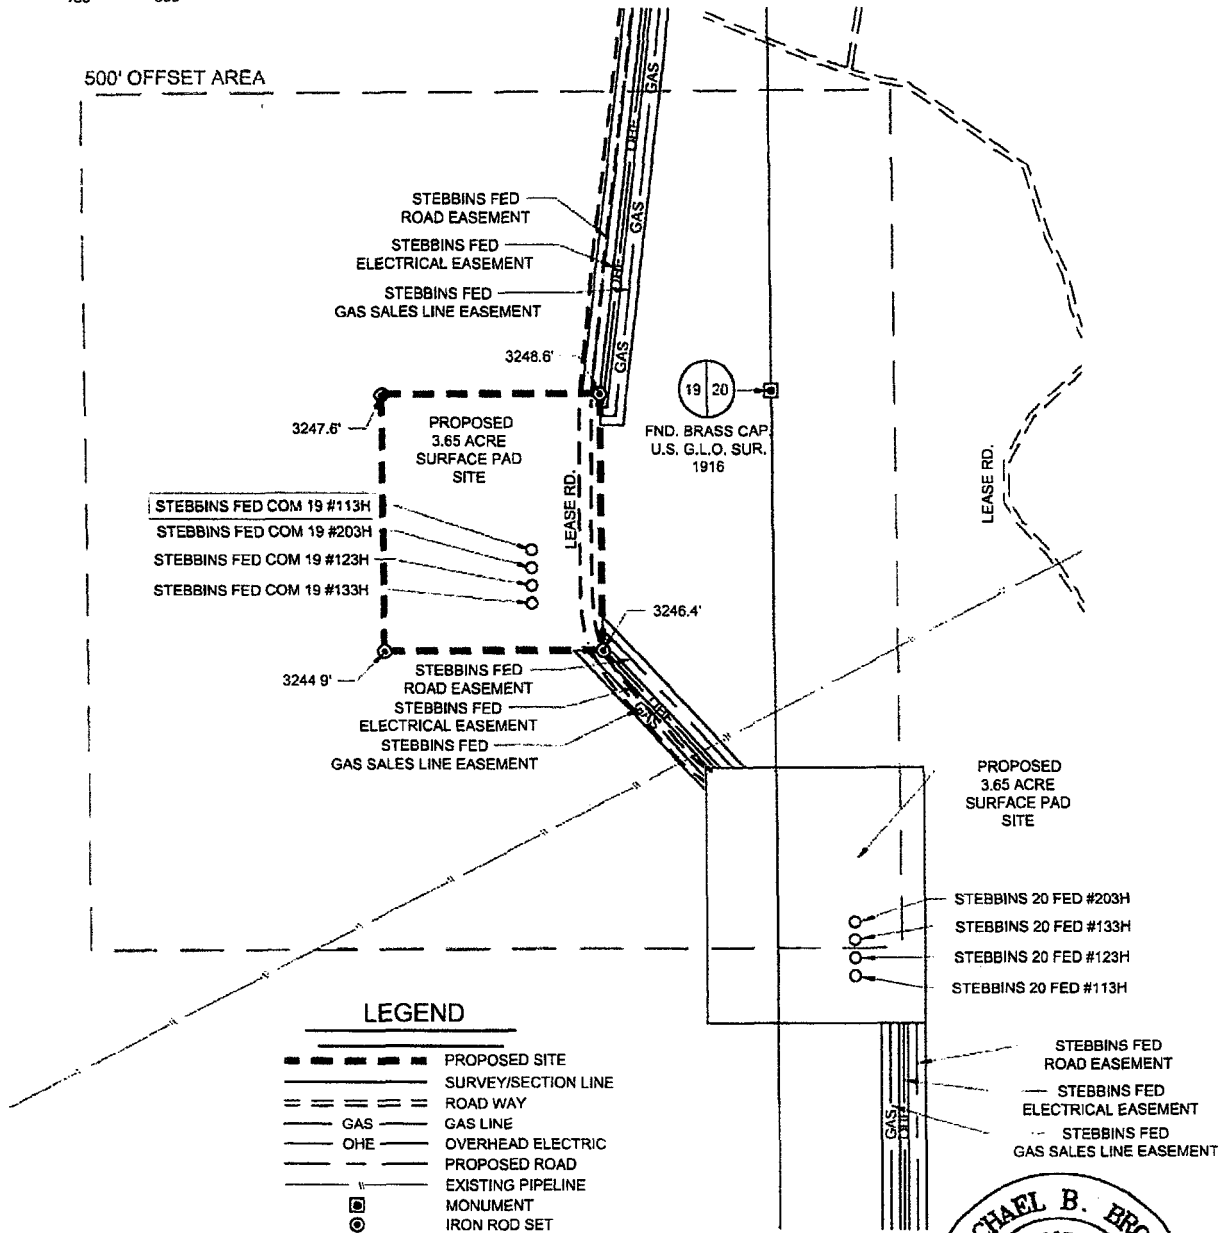 500' OFFSET AREA
GAS
OHE
STEBBINS FED
ROAD EASEMENT
STEBBINS FED
ELECTRICAL EASEMENT
STEBBINS FED
GAS SALES LINE EASEMENT
GAS
OHE
GAS
3248.6'
3247.6'
19 20
FND. BRASS CAP
U.S. G.L.O. SUR.
1916
PROPOSED
3.65 ACRE
SURFACE PAD
SITE
LEASE RD.
LEASE RD.
STEBBINS FED COM 19 #113H
STEBBINS FED COM 19 #203H
STEBBINS FED COM 19 #123H
STEBBINS FED COM 19 #133H
3246.4'
3244 9'
STEBBINS FED
ROAD EASEMENT
STEBBINS FED
ELECTRICAL EASEMENT
STEBBINS FED
GAS SALES LINE EASEMENT
OHE
GAS
PROPOSED
3.65 ACRE
SURFACE PAD
SITE
STEBBINS 20 FED #203H
STEBBINS 20 FED #133H
STEBBINS 20 FED #123H
STEBBINS 20 FED #113H
STEBBINS FED
ROAD EASEMENT
STEBBINS FED
ELECTRICAL EASEMENT
STEBBINS FED
GAS SALES LINE EASEMENT
GAS
LEGEND
PROPOSED SITE
SURVEY/SECTION LINE
ROAD WAY
GAS GAS LINE
OHE OVERHEAD ELECTRIC
PROPOSED ROAD
EXISTING PIPELINE
MONUMENT
IRON ROD SET
CHAEL B. BRO